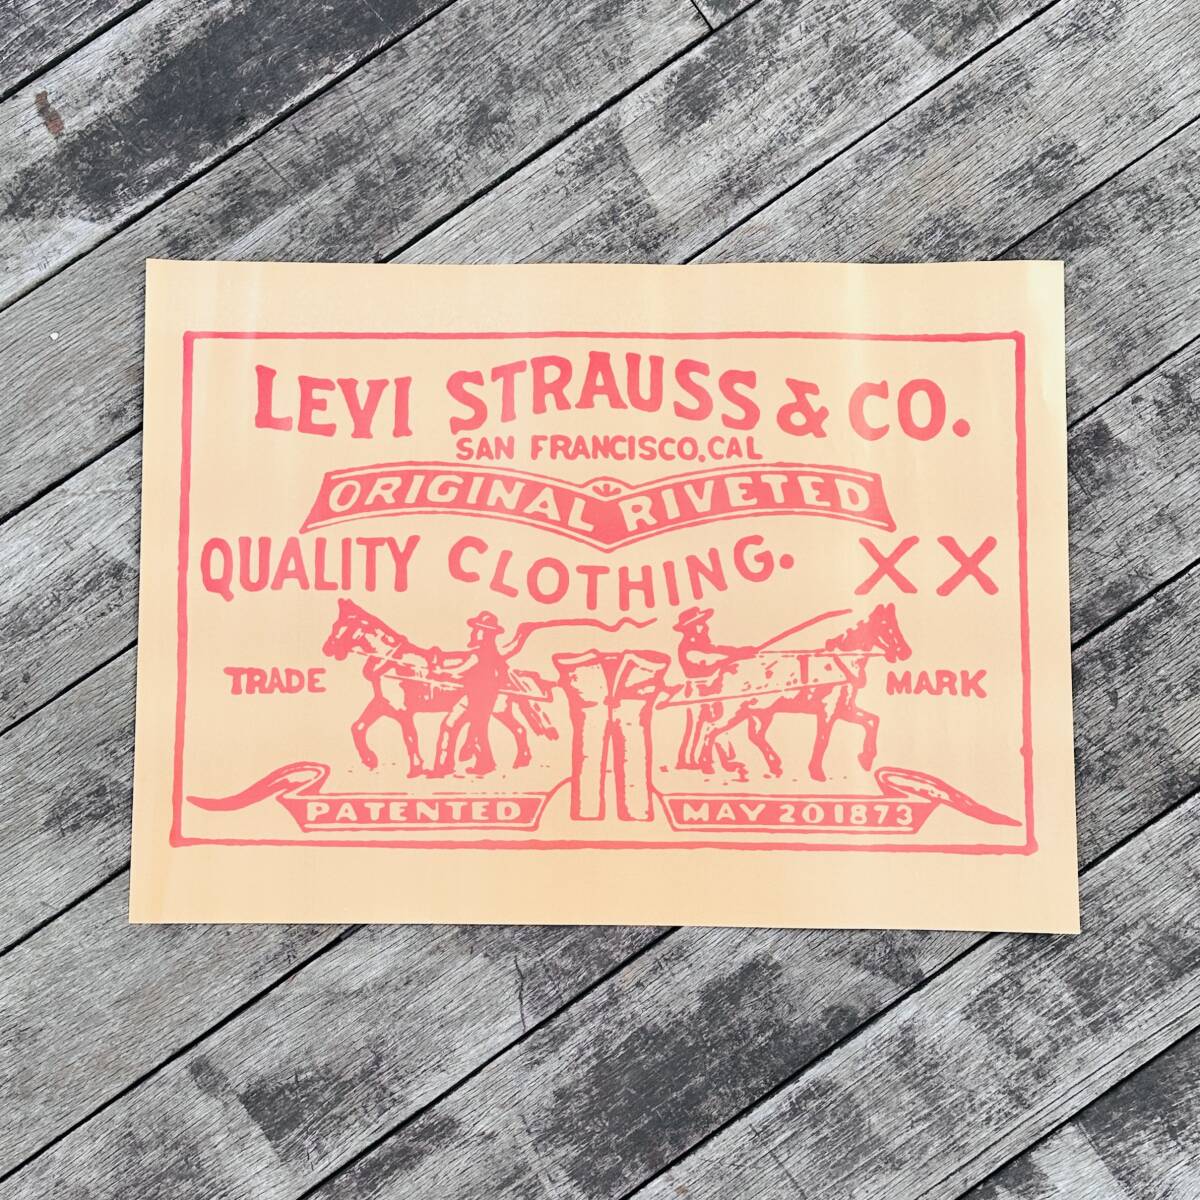 LEVI STRAUSS & CO.
SAN FRANCISCO, CAL
ORIGINAL RIVETED
QUALITY CLOTHING. XX
TRADE MARK
PATENTED MAY 20 1873